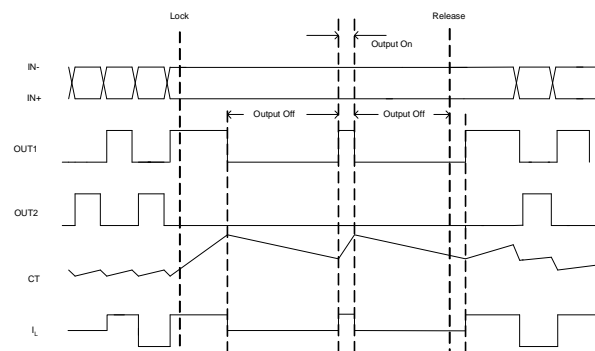 Lock
Release
Output On
IN-
IN+
Output Off
Output Off
OUT1
OUT2
CT
IL